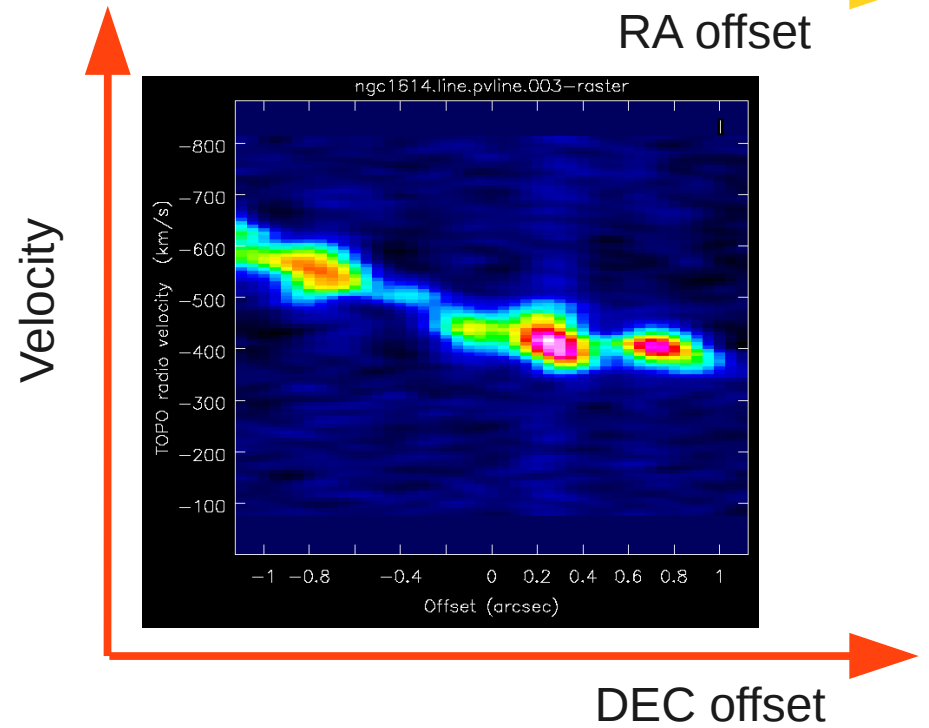 RA offset
ngc1614.line.pvline.003-raster
Velocity
TOPO radio velocity (km/s)
-800
-700
-600
-500
-400
-300
-200
-100
-1 -0.8 -0.4 0 0.2 0.4 0.6 0.8 1
Offset (arcsec)
DEC offset